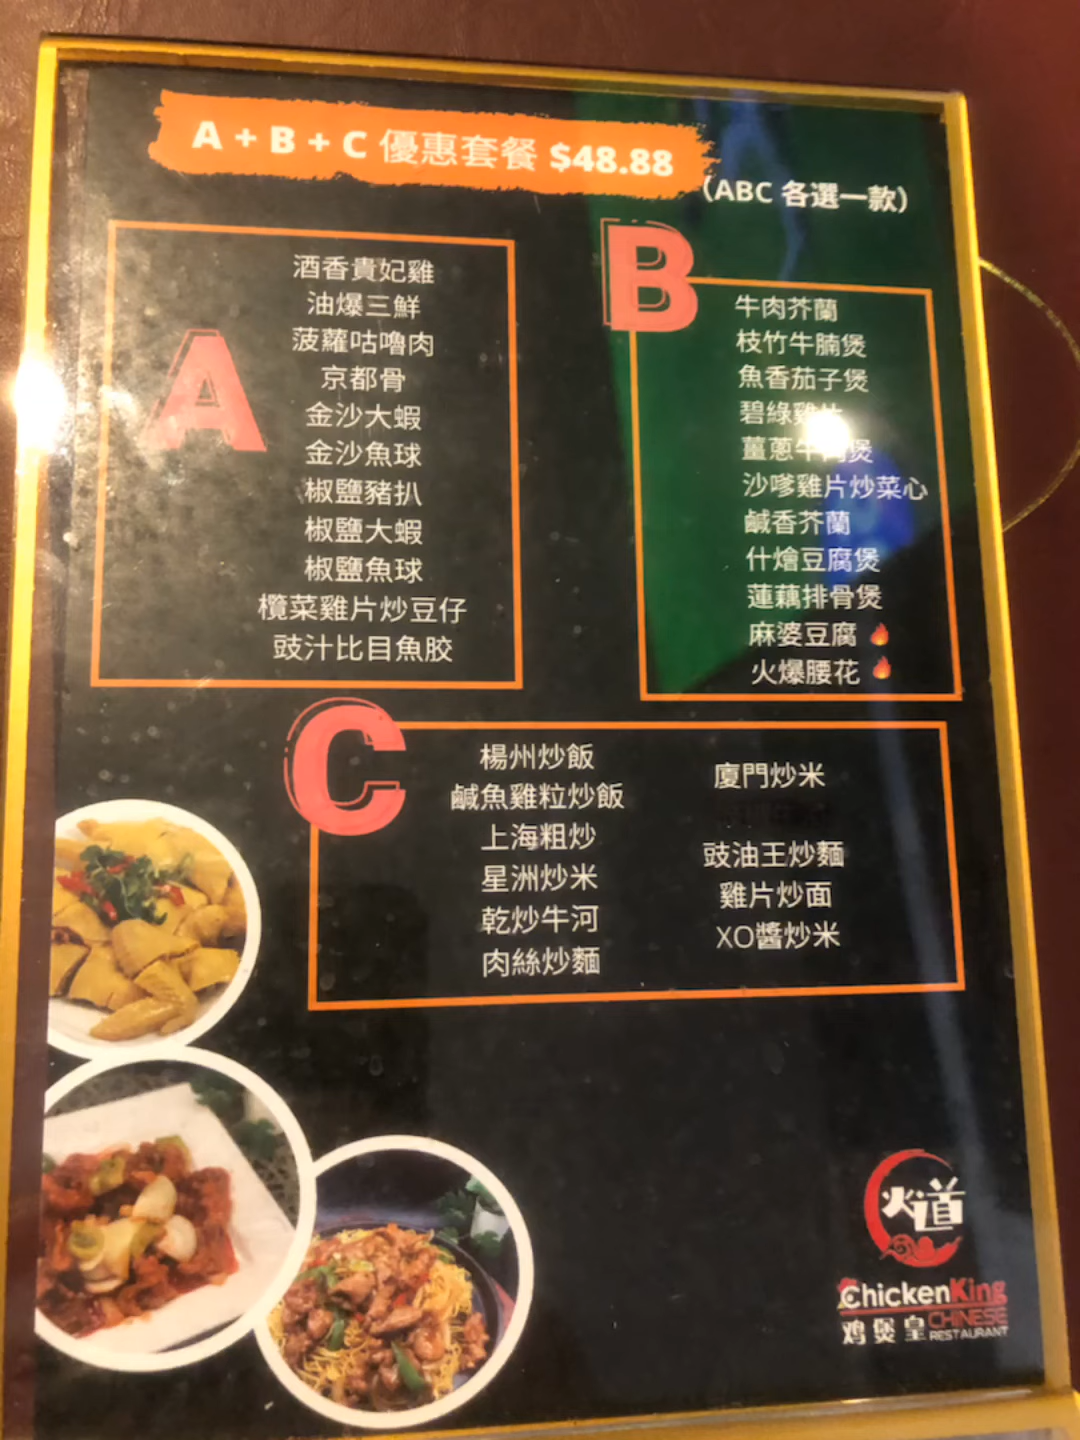 A + B + C 優惠套餐 $48.88
(ABC 各選一款)
A
酒香貴妃雞
油爆三鮮
菠蘿咕嚕肉
京都骨
金沙大蝦
金沙魚球
椒鹽豬扒
椒鹽大蝦
椒鹽魚球
欖菜雞片炒豆仔
豉汁比目魚胶
B
牛肉芥蘭
枝竹牛腩煲
魚香茄子煲
碧綠雞片
薑蔥牛煲
沙嗲雞片炒菜心
鹹香芥蘭
什燴豆腐煲
蓮藕排骨煲
麻婆豆腐
火爆腰花
C
楊州炒飯
鹹魚雞粒炒飯
上海粗炒
星洲炒米
乾炒牛河
肉絲炒麵
廈門炒米
豉油王炒麵
雞片炒面
XO醬炒米
火道
ChickenKing
鸡煲皇 CHINESE RESTAURANT